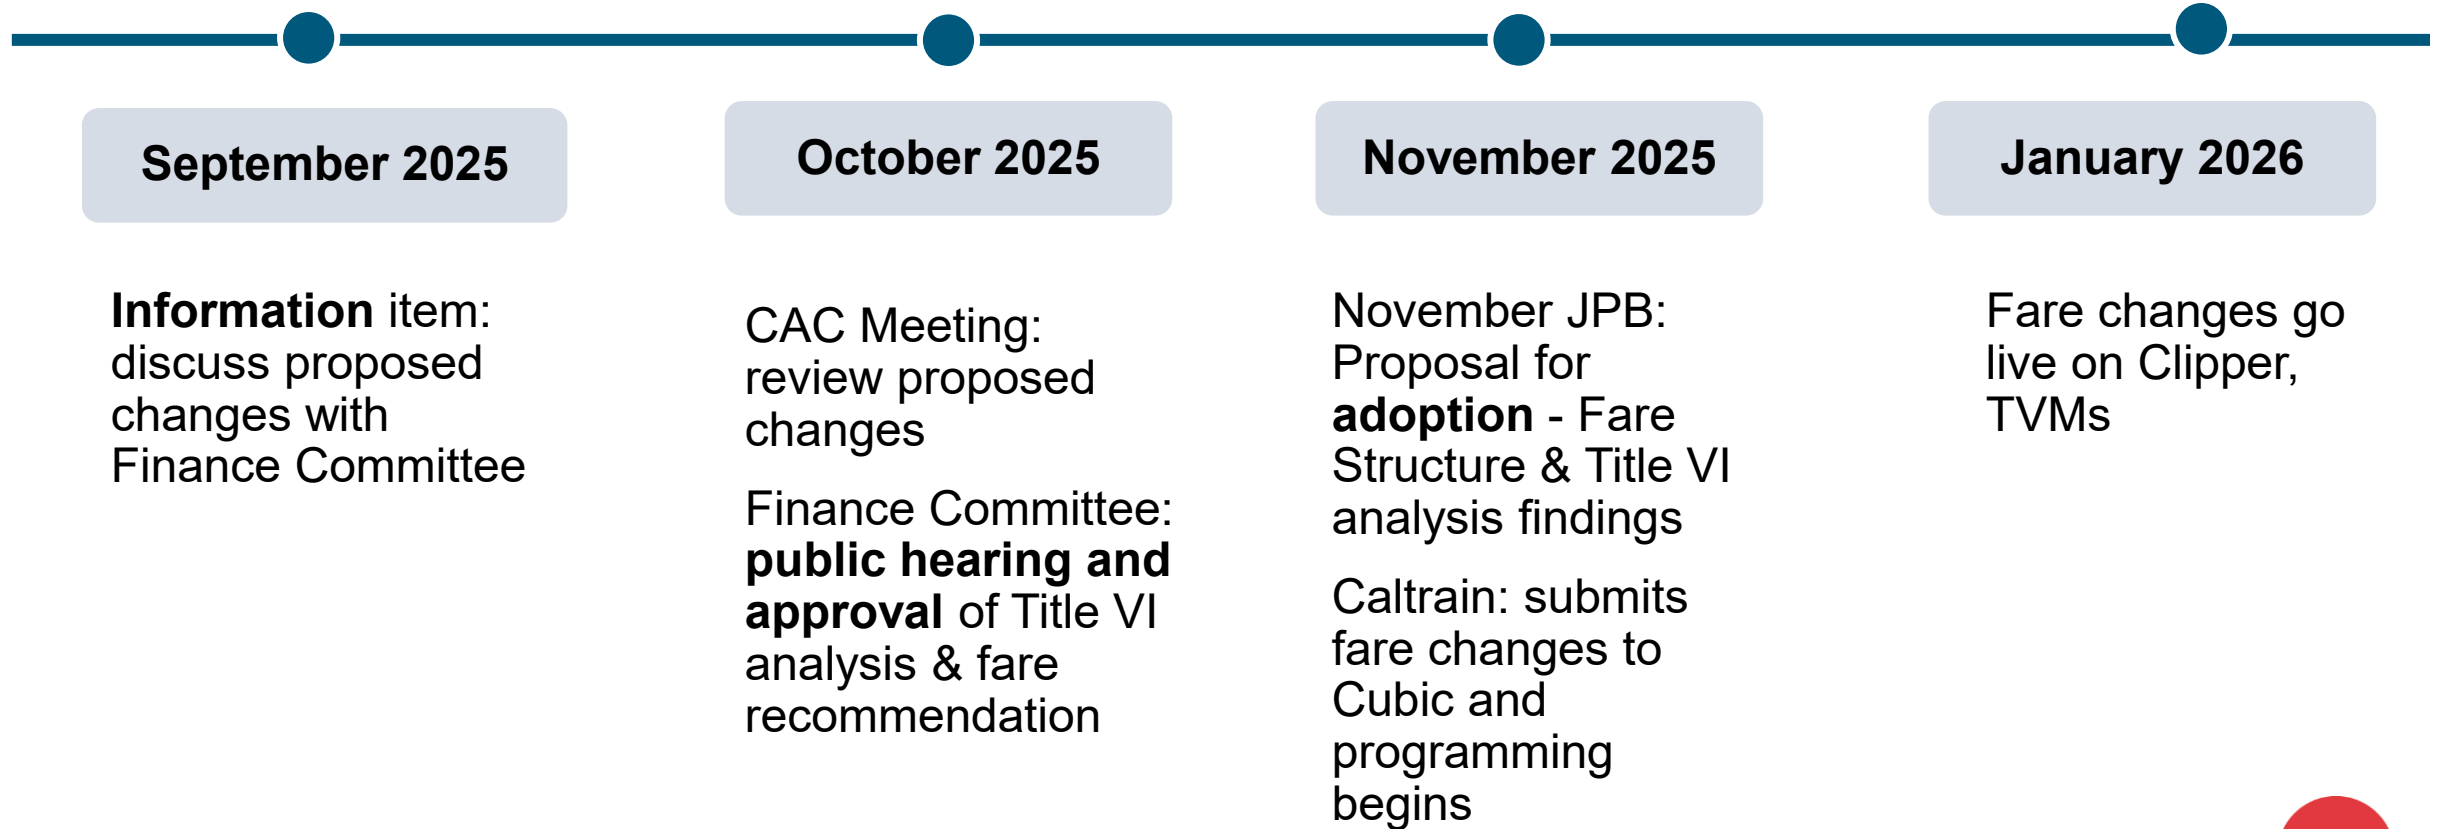 September 2025
Information item:
discuss proposed
changes with
Finance Committee
October 2025
CAC Meeting:
review proposed
changes
Finance Committee:
public hearing and
approval of Title VI
analysis & fare
recommendation
November 2025
November JPB:
Proposal for
adoption - Fare
Structure & Title VI
analysis findings
Caltrain: submits
fare changes to
Cubic and
programming
begins
January 2026
Fare changes go
live on Clipper,
TVMs